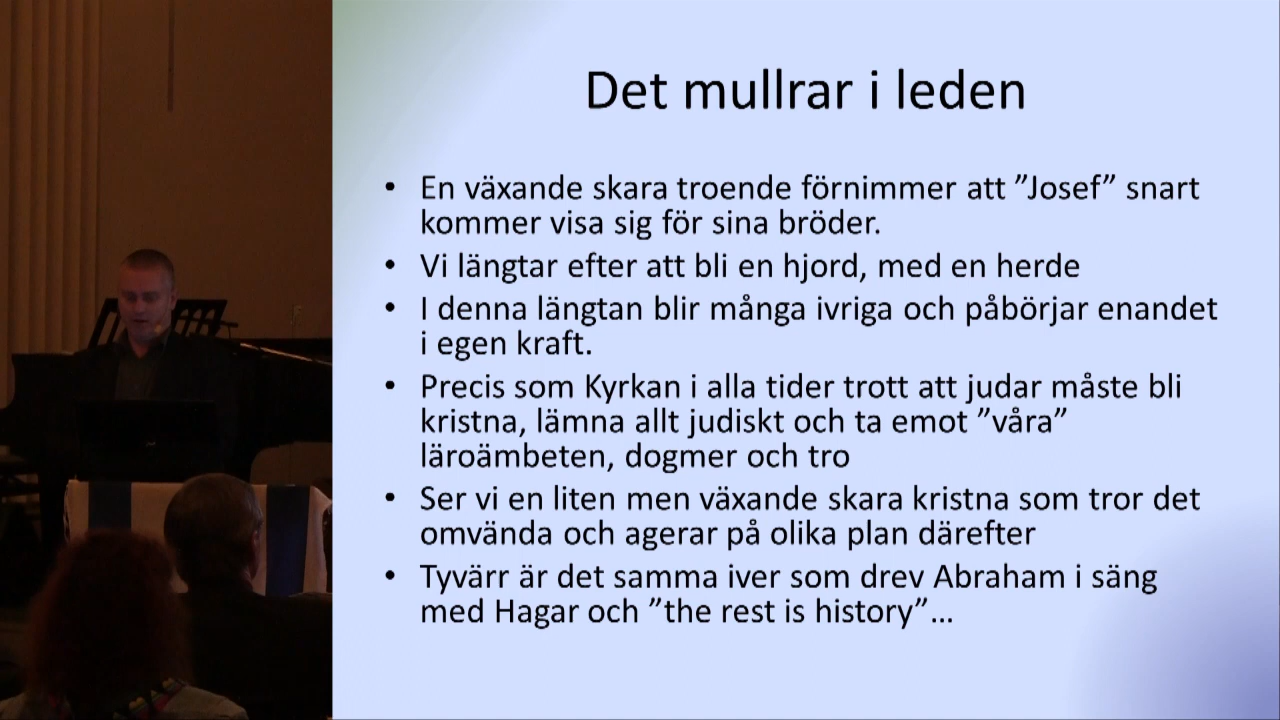 Det mullrar i leden
• En växande skara troende förnimmer att ”Josef” snart
kommer visa sig för sina bröder.
• Vi längtar efter att bli en hjord, med en herde
• I denna längtan blir många ivriga och påbörjar enandet
i egen kraft.
• Precis som Kyrkan i alla tider trott att judar måste bli
kristna, lämna allt judiskt och ta emot ”våra”
läroämbeten, dogmer och tro
• Ser vi en liten men växande skara kristna som tror det
omvända och agerar på olika plan därefter
• Tyvärr är det samma iver som drev Abraham i säng
med Hagar och ”the rest is history”…